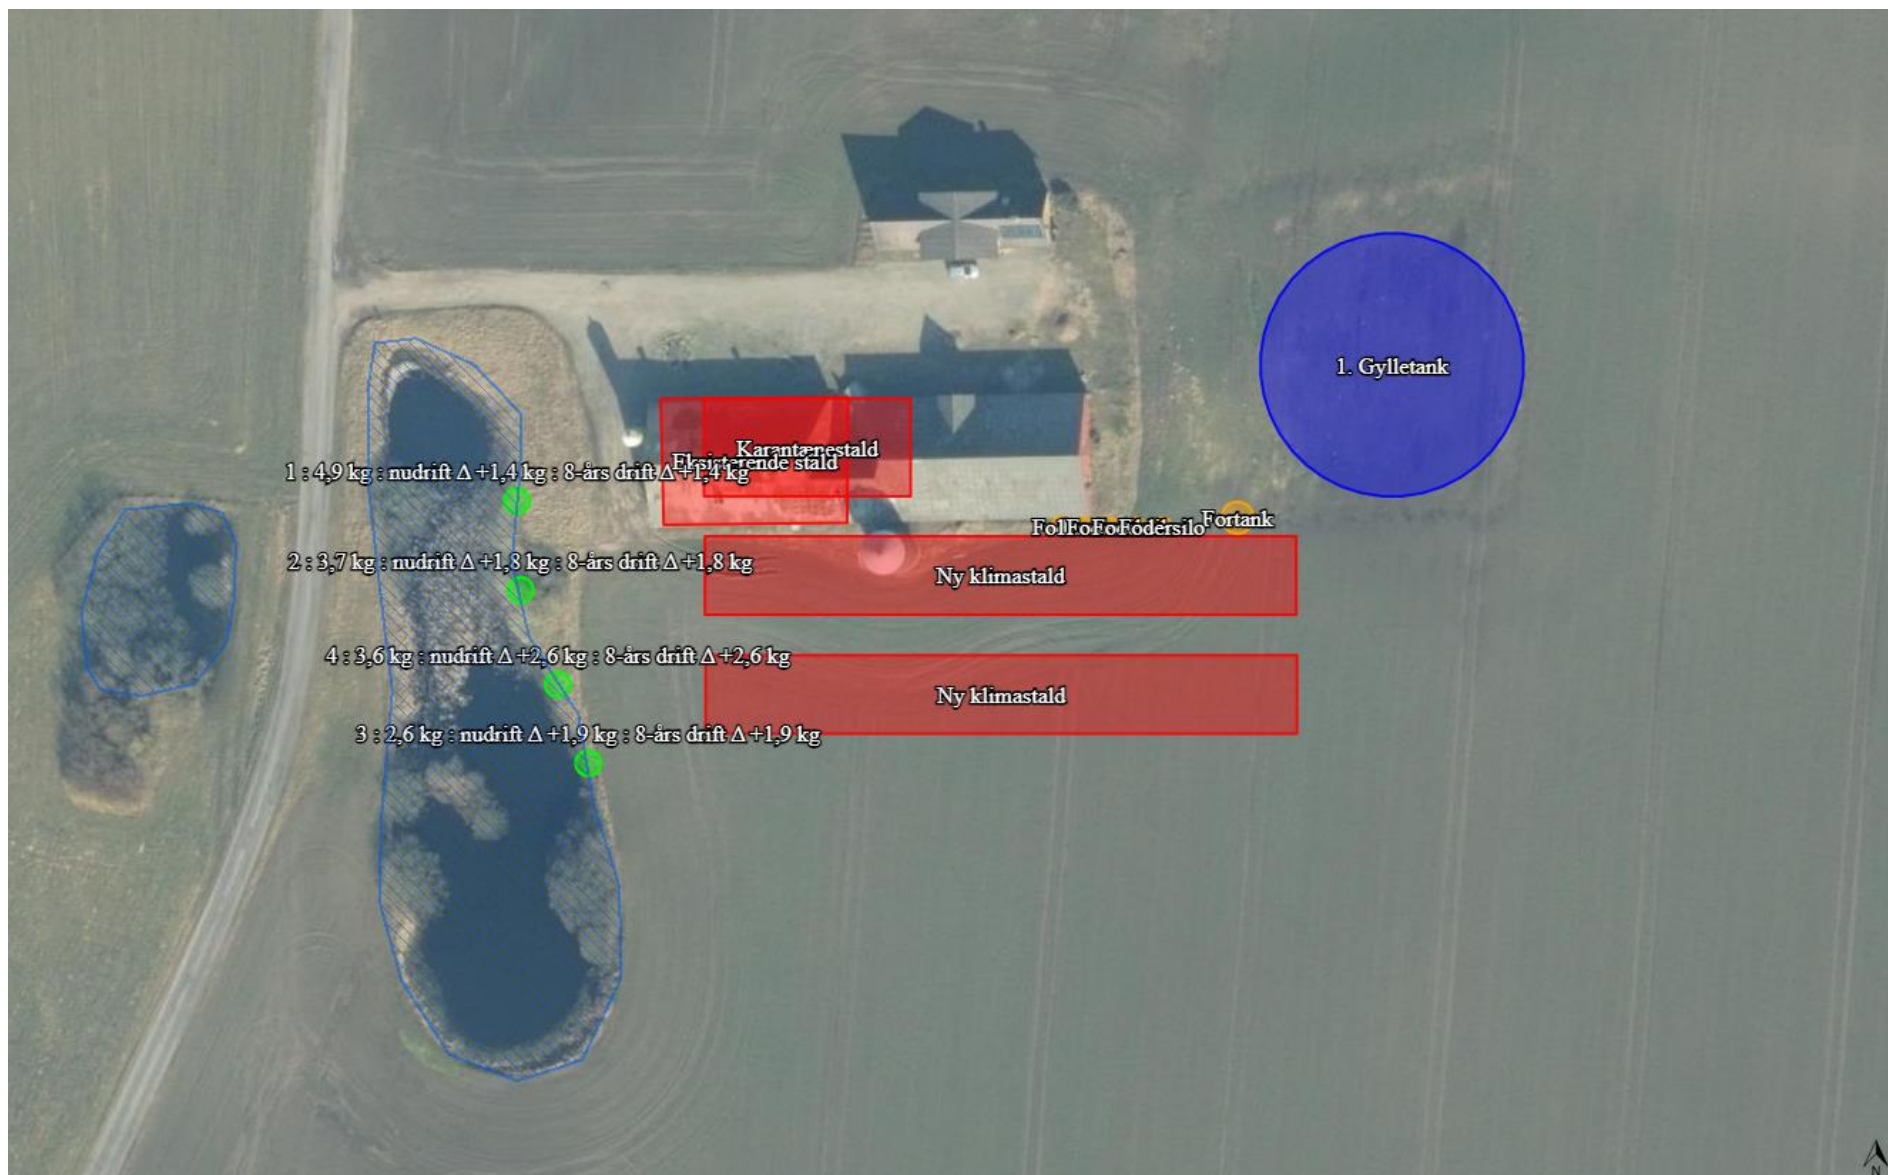 1. Gylletank
Karantænestald
Eksisterende stald
1 : 4,9 kg : nudrift Δ +1,4 kg : 8-års drift Δ +1,4 kg
Fortank
Fodersilo
2 : 3,7 kg : nudrift Δ +1,8 kg : 8-års drift Δ +1,8 kg
Ny klimastald
4 : 3,6 kg : nudrift Δ +2,6 kg : 8-års drift Δ +2,6 kg
Ny klimastald
3 : 2,6 kg : nudrift Δ +1,9 kg : 8-års drift Δ +1,9 kg